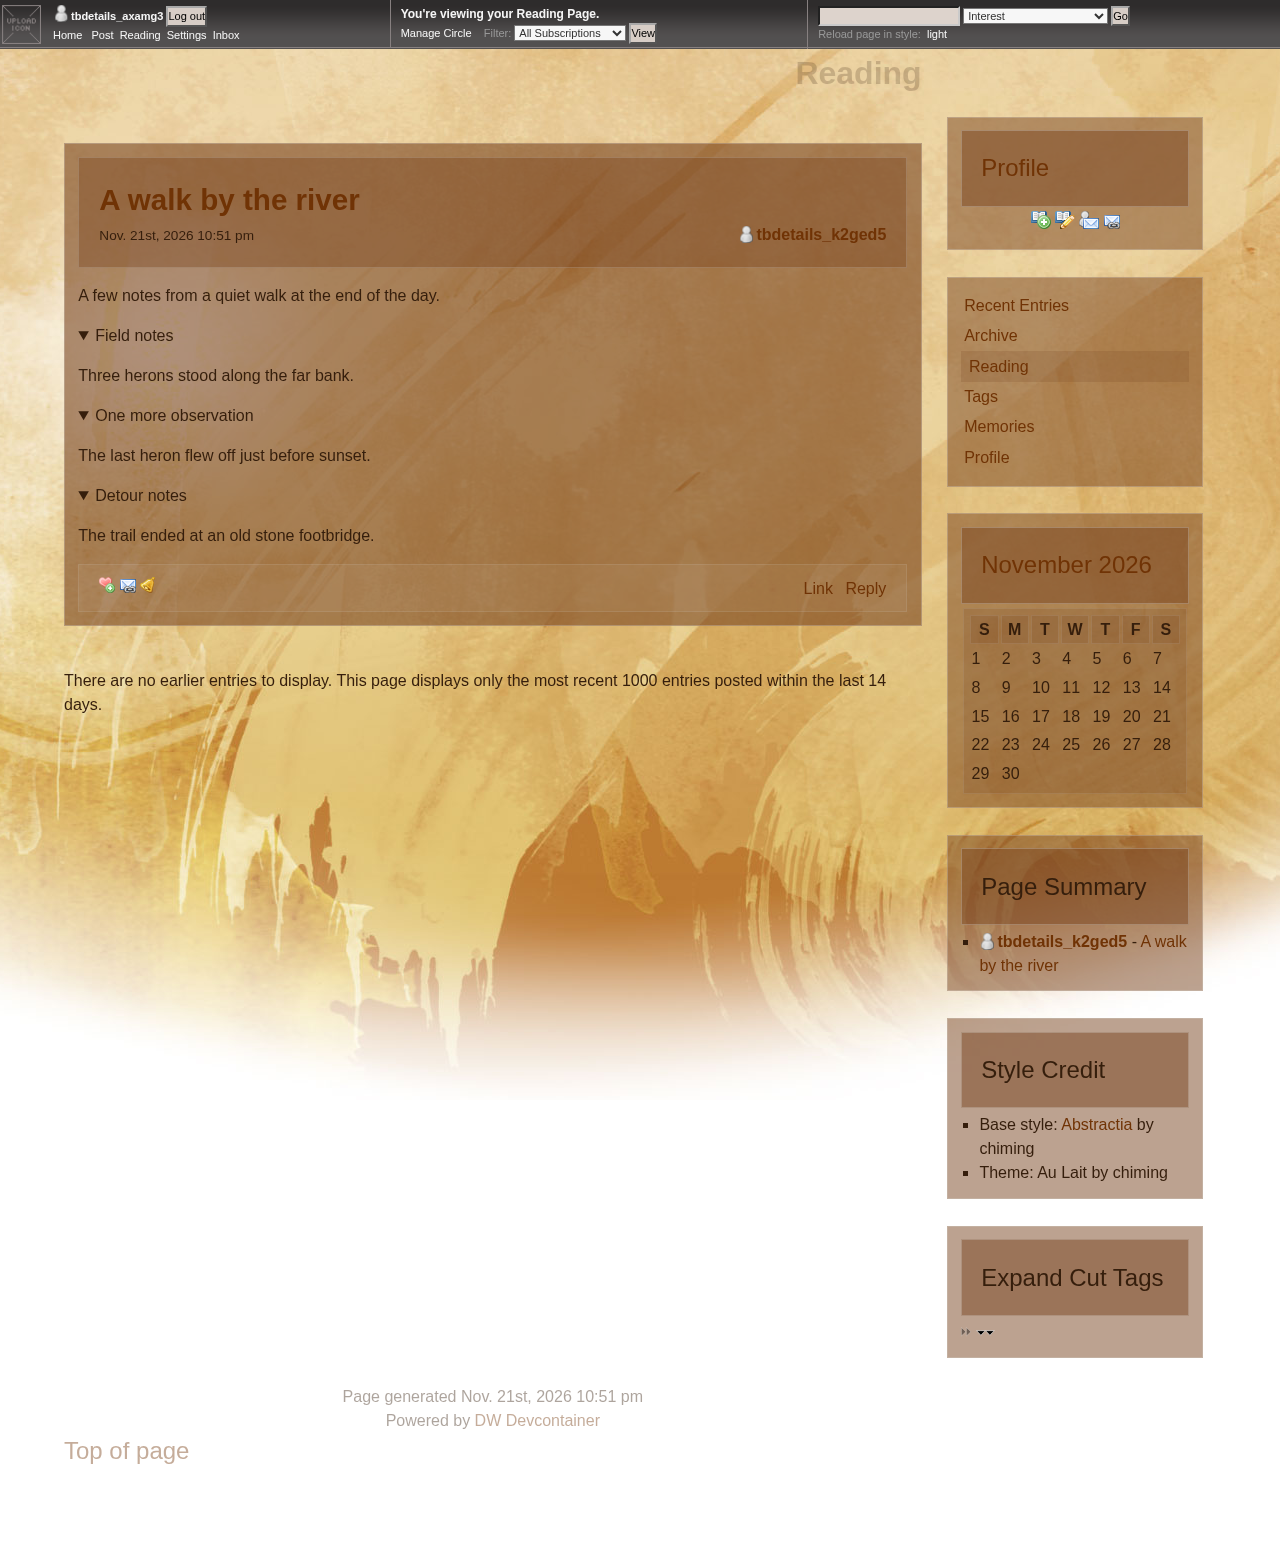 UPLOAD ICON
tbdetails_axamg3 Log out
Home Post Reading Settings Inbox
You're viewing your Reading Page.
Manage Circle Filter: All Subscriptions View
Interest Go
Reload page in style: light
Reading
A walk by the river
Nov. 21st, 2026 10:51 pm
tbdetails_k2ged5
A few notes from a quiet walk at the end of the day.
▼ Field notes
Three herons stood along the far bank.
▼ One more observation
The last heron flew off just before sunset.
▼ Detour notes
The trail ended at an old stone footbridge.
Link Reply
There are no earlier entries to display. This page displays only the most recent 1000 entries posted within the last 14
days.
Profile
Recent Entries
Archive
Reading
Tags
Memories
Profile
November 2026
S M T W T F S
1 2 3 4 5 6 7
8 9 10 11 12 13 14
15 16 17 18 19 20 21
22 23 24 25 26 27 28
29 30
Page Summary
tbdetails_k2ged5 - A walk
by the river
Style Credit
Base style: Abstractia by
chiming
Theme: Au Lait by chiming
Expand Cut Tags
Page generated Nov. 21st, 2026 10:51 pm
Powered by DW Devcontainer
Top of page